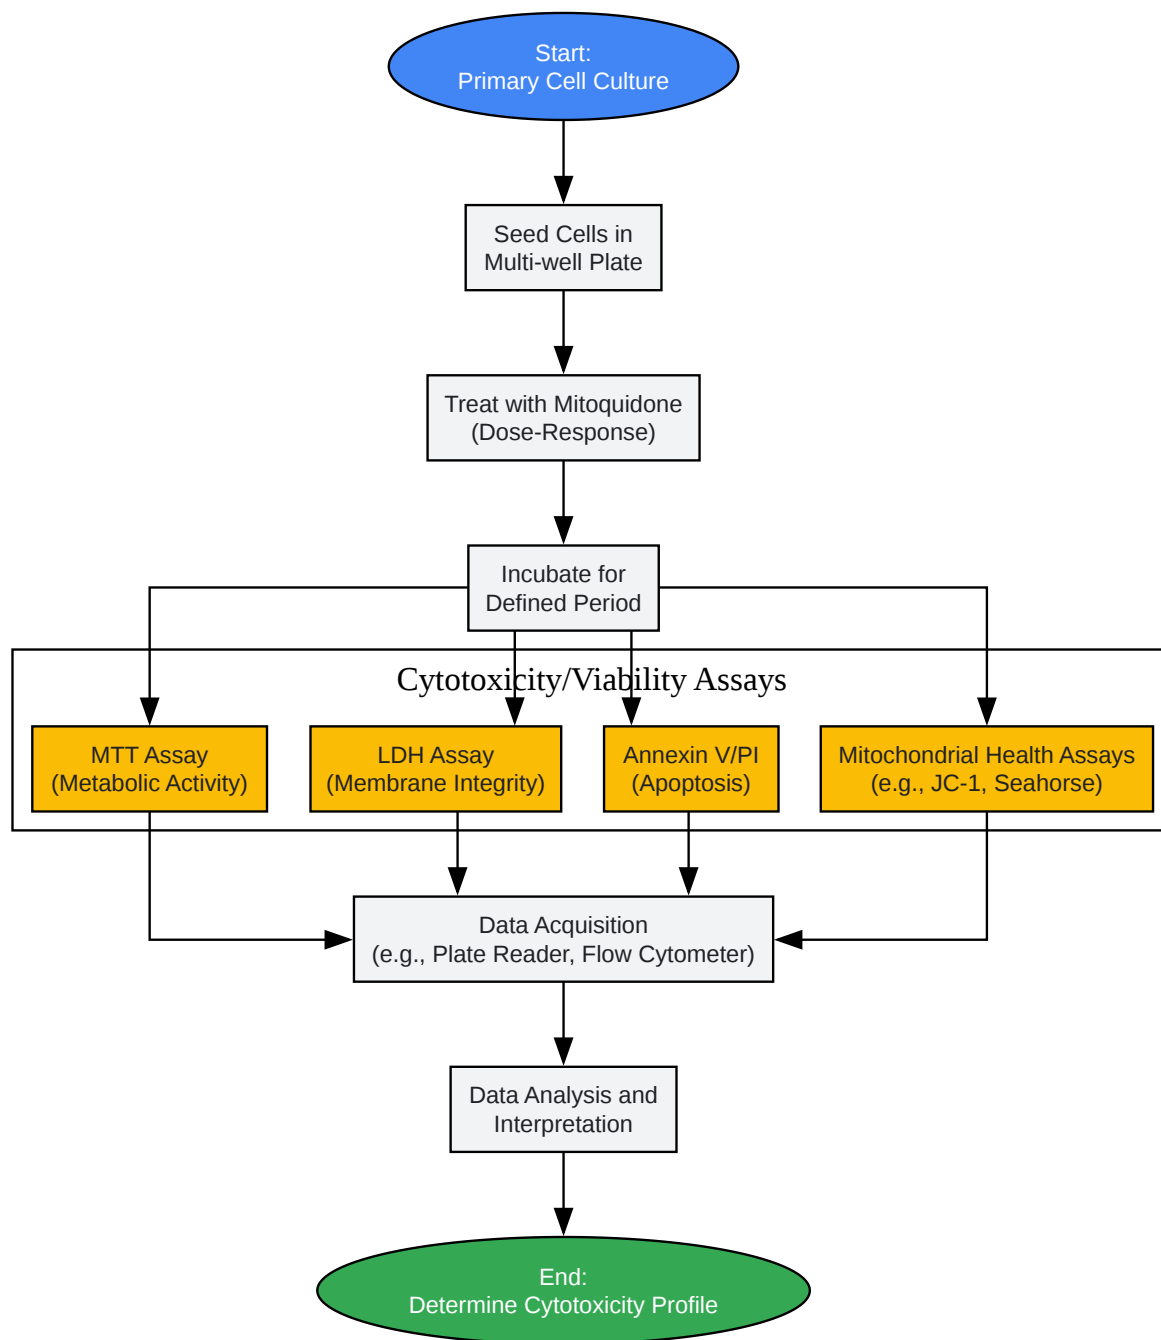 Start:
Primary Cell Culture
Seed Cells in
Multi-well Plate
Treat with Mitoquidone
(Dose-Response)
Incubate for
Defined Period
Cytotoxicity/Viability Assays
MTT Assay
(Metabolic Activity)
LDH Assay
(Membrane Integrity)
Annexin V/PI
(Apoptosis)
Mitochondrial Health Assays
(e.g., JC-1, Seahorse)
Data Acquisition
(e.g., Plate Reader, Flow Cytometer)
Data Analysis and
Interpretation
End:
Determine Cytotoxicity Profile